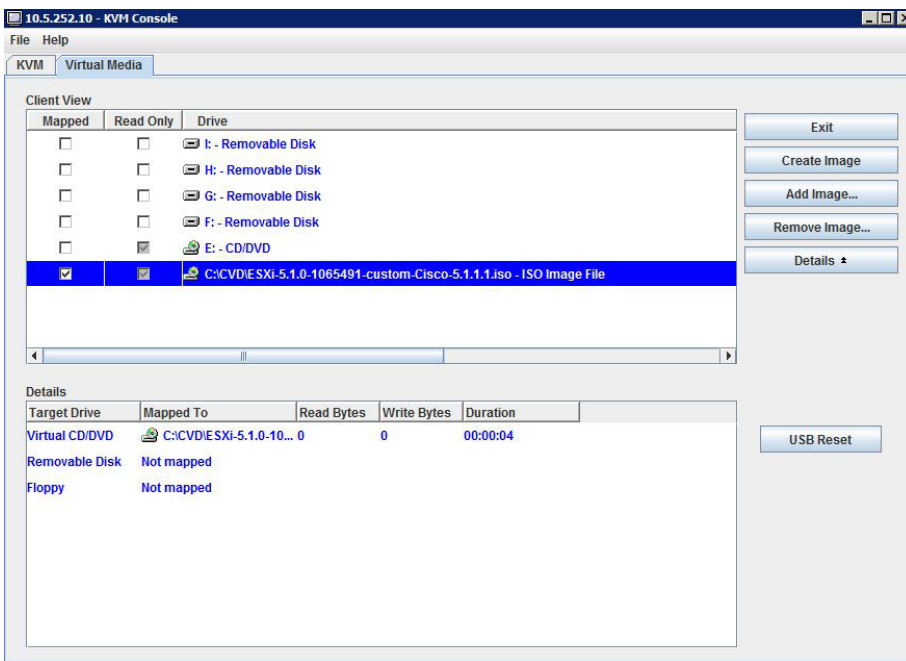 10.5.252.10 - KVM Console
File Help
KVM Virtual Media
Client View
Mapped Read Only Drive
I: - Removable Disk
H: - Removable Disk
G: - Removable Disk
F: - Removable Disk
E: - CD/DVD
C:\CVD\ESXi-5.1.0-1065491-custom-Cisco-5.1.1.1.iso - ISO Image File
Exit
Create Image
Add Image...
Remove Image...
Details
Details
Target Drive Mapped To Read Bytes Write Bytes Duration
Virtual CD/DVD C:\CVD\ESXi-5.1.0-10... 0 0 00:00:04
Removable Disk Not mapped
Floppy Not mapped
USB Reset